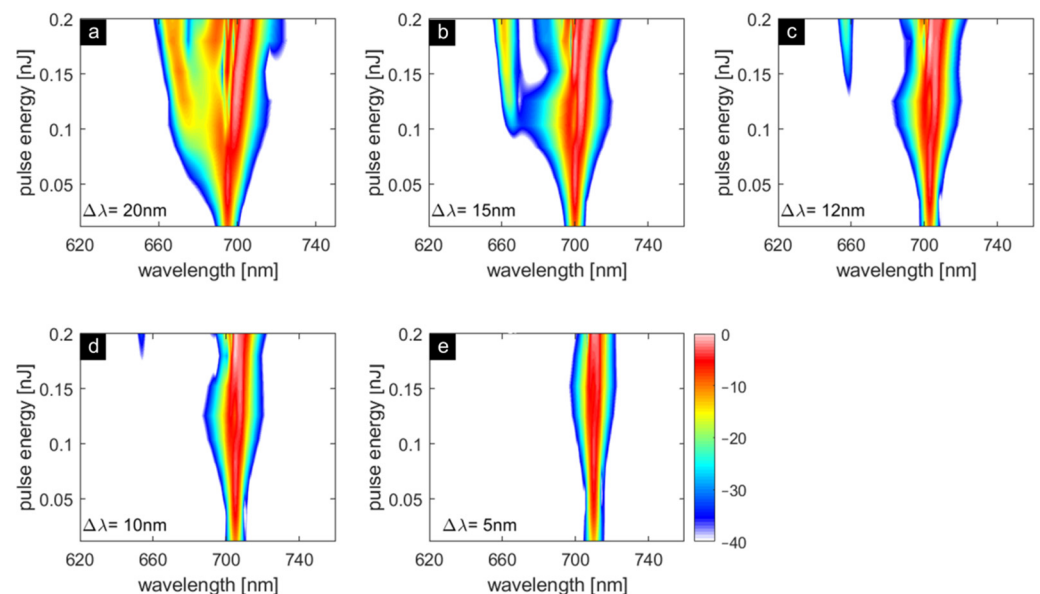 a
pulse energy [nJ]
0.2
0.15
0.1
0.05
Δλ= 20nm
620 660 700 740
wavelength [nm]
b
pulse energy [nJ]
0.2
0.15
0.1
0.05
Δλ= 15nm
620 660 700 740
wavelength [nm]
c
pulse energy [nJ]
0.2
0.15
0.1
0.05
Δλ= 12nm
620 660 700 740
wavelength [nm]
d
pulse energy [nJ]
0.2
0.15
0.1
0.05
Δλ= 10nm
620 660 700 740
wavelength [nm]
e
pulse energy [nJ]
0.2
0.15
0.1
0.05
Δλ= 5nm
620 660 700 740
wavelength [nm]
0
−10
−20
−30
−40